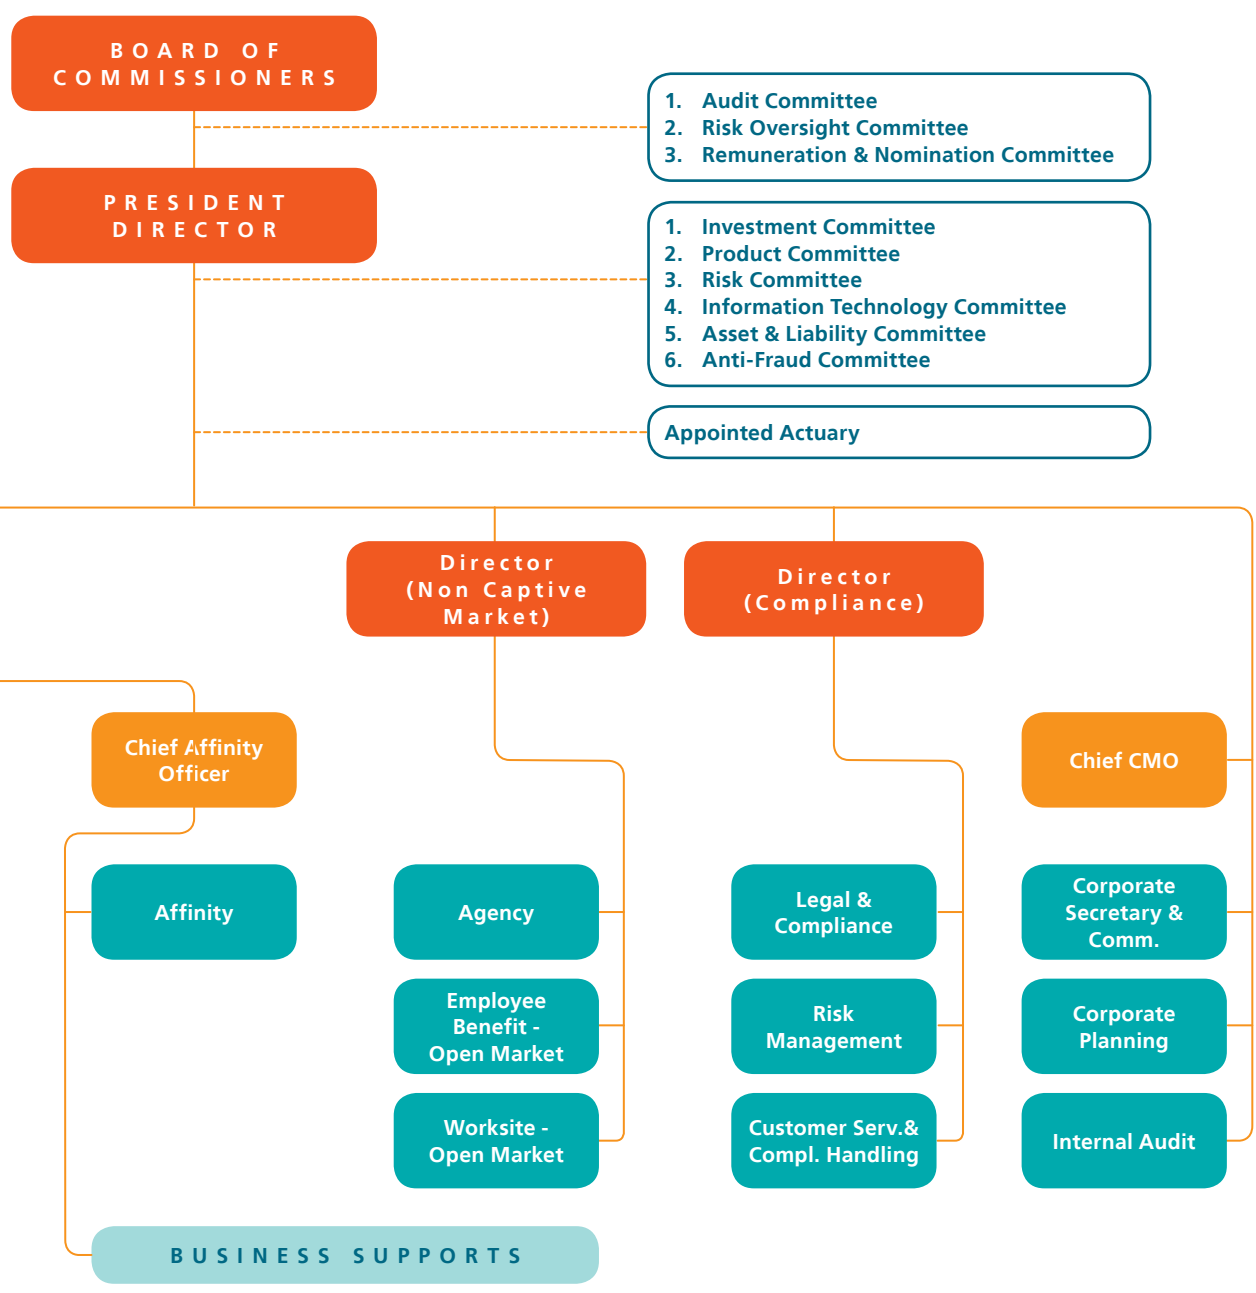 BOARD OF
COMMISSIONERS
1. Audit Committee
2. Risk Oversight Committee
3. Remuneration & Nomination Committee
PRESIDENT
DIRECTOR
1. Investment Committee
2. Product Committee
3. Risk Committee
4. Information Technology Committee
5. Asset & Liability Committee
6. Anti-Fraud Committee
Appointed Actuary
Director
(Non Captive
Market)
Director
(Compliance)
Chief Affinity
Officer
Chief CMO
Affinity
Agency
Legal &
Compliance
Corporate
Secretary &
Comm.
Employee
Benefit -
Open Market
Risk
Management
Corporate
Planning
Worksite -
Open Market
Customer Serv.&
Compl. Handling
Internal Audit
BUSINESS SUPPORTS